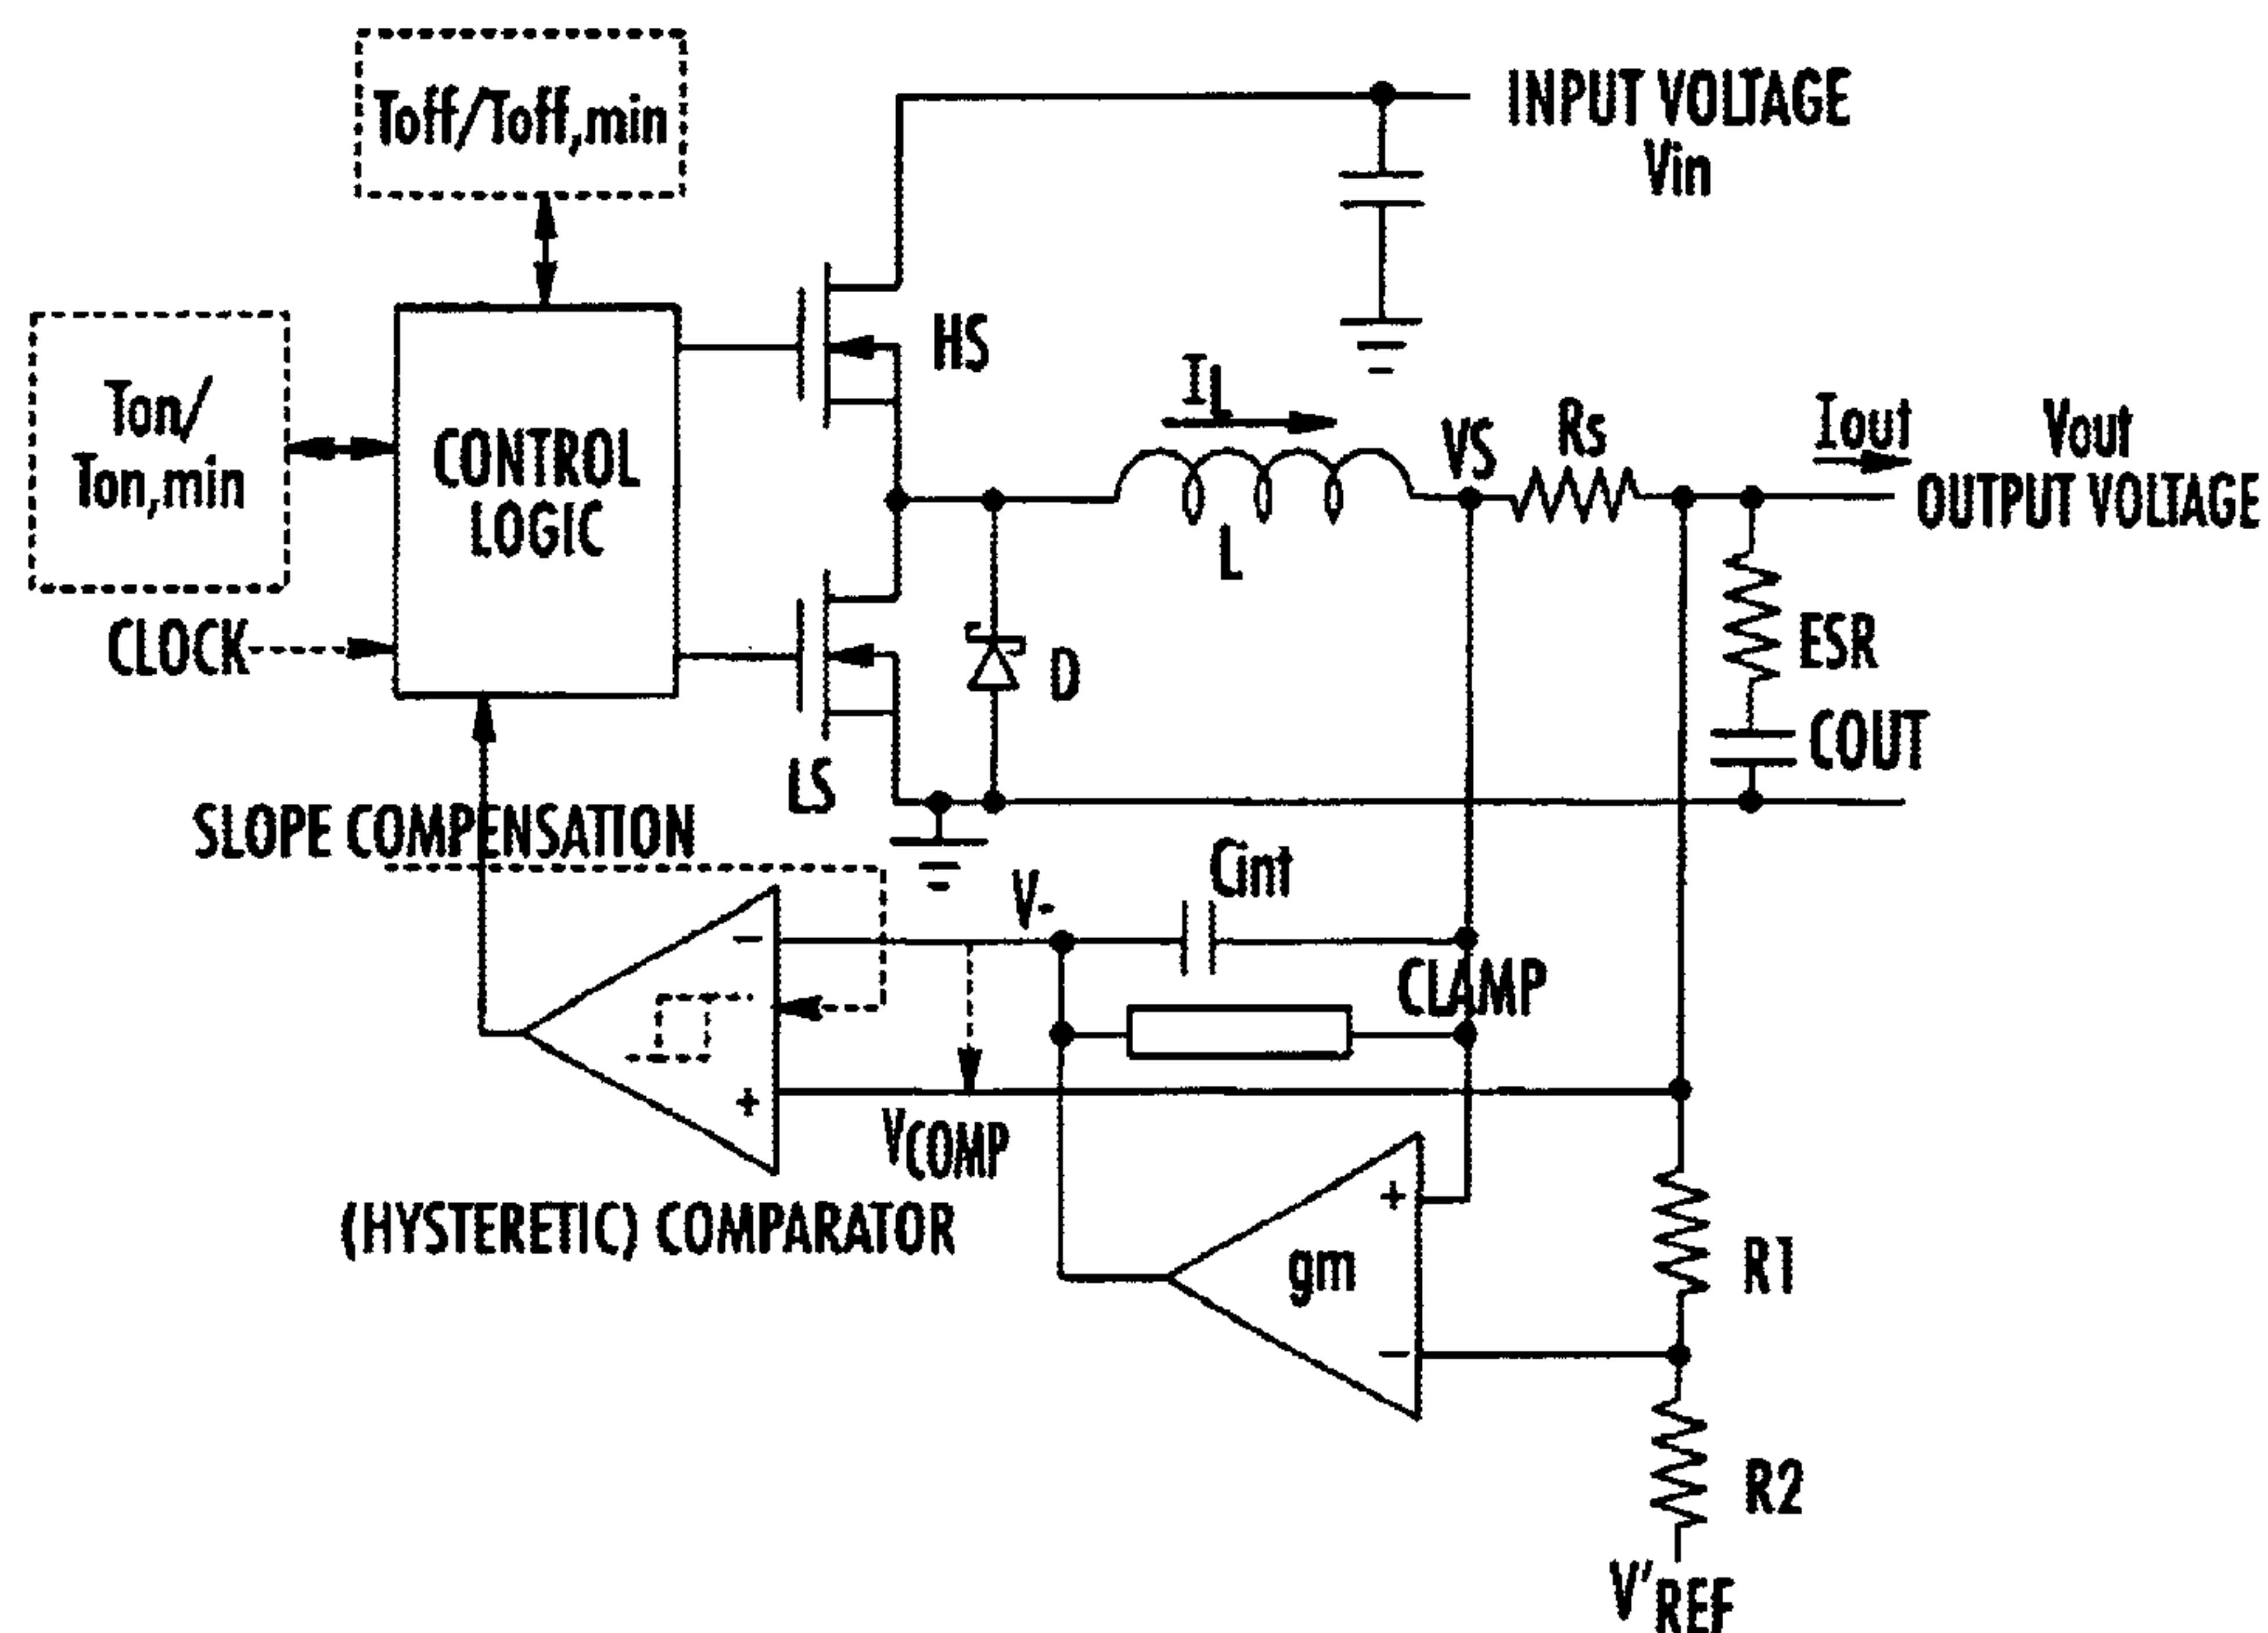 Toff/Toff,min
INPUT VOLTAGE
Vin
Ton/
Ton,min
CONTROL
LOGIC
HS
IL
VS
Rs
Iout
Vout
OUTPUT VOLTAGE
L
CLOCK
D
ESR
COUT
LS
SLOPE COMPENSATION
V-
Cint
−
CLAMP
+
VCOMP
+
(HYSTERETIC) COMPARATOR
gm
R1
−
R2
V'REF